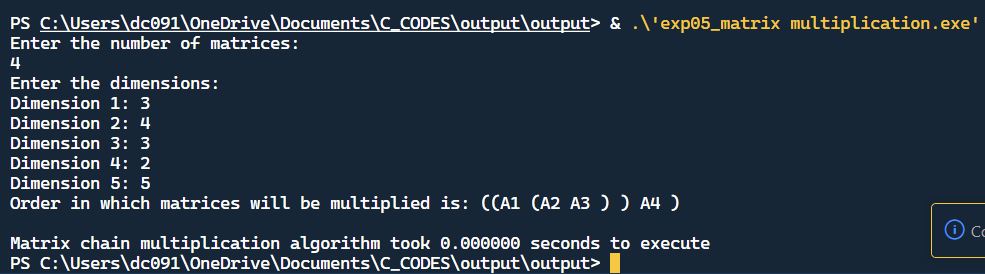 PS C:\Users\dc091\OneDrive\Documents\C_CODES\output\output> & .\'exp05_matrix multiplication.exe'
Enter the number of matrices:
4
Enter the dimensions:
Dimension 1: 3
Dimension 2: 4
Dimension 3: 3
Dimension 4: 2
Dimension 5: 5
Order in which matrices will be multiplied is: ((A1 (A2 A3 ) ) A4 )
Matrix chain multiplication algorithm took 0.000000 seconds to execute
PS C:\Users\dc091\OneDrive\Documents\C_CODES\output\output>